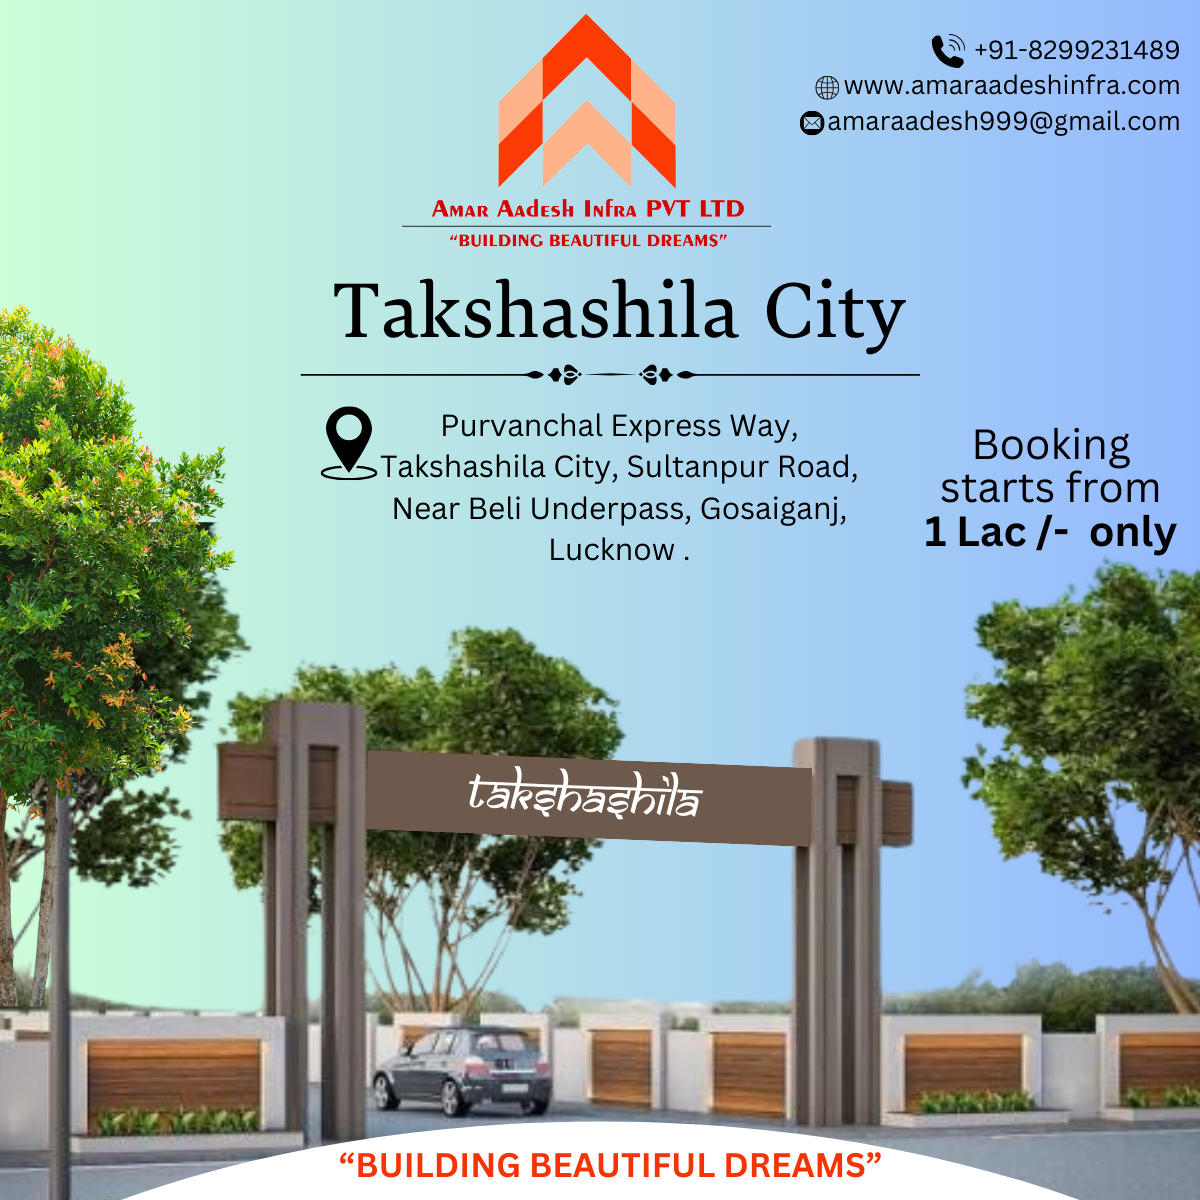 +91-8299231489
www.amaraadeshinfra.com
amaraadesh999@gmail.com
Amar Aadesh Infra PVT LTD
“BUILDING BEAUTIFUL DREAMS”
Takshashila City
Purvanchal Express Way,
Takshashila City, Sultanpur Road,
Near Beli Underpass, Gosaiganj,
Lucknow .
Booking
starts from
1 Lac /- only
takshashila
“BUILDING BEAUTIFUL DREAMS”